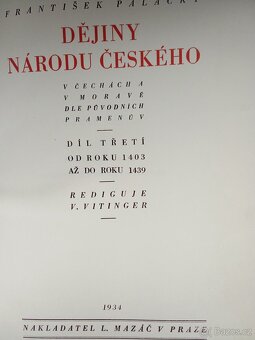 FRANTIŠEK PALACKÝ
DĚJINY
NÁRODU ČESKÉHO
V ČECHÁCH A
V MORAVĚ
DLE PŮVODNÍCH
PRAMENŮV
DÍL TŘETÍ
OD ROKU 1403
AŽ DO ROKU 1439
REDIGUJE
V. VITINGER
1934
NAKLADATEL L. MAZÁČ V PRAZE